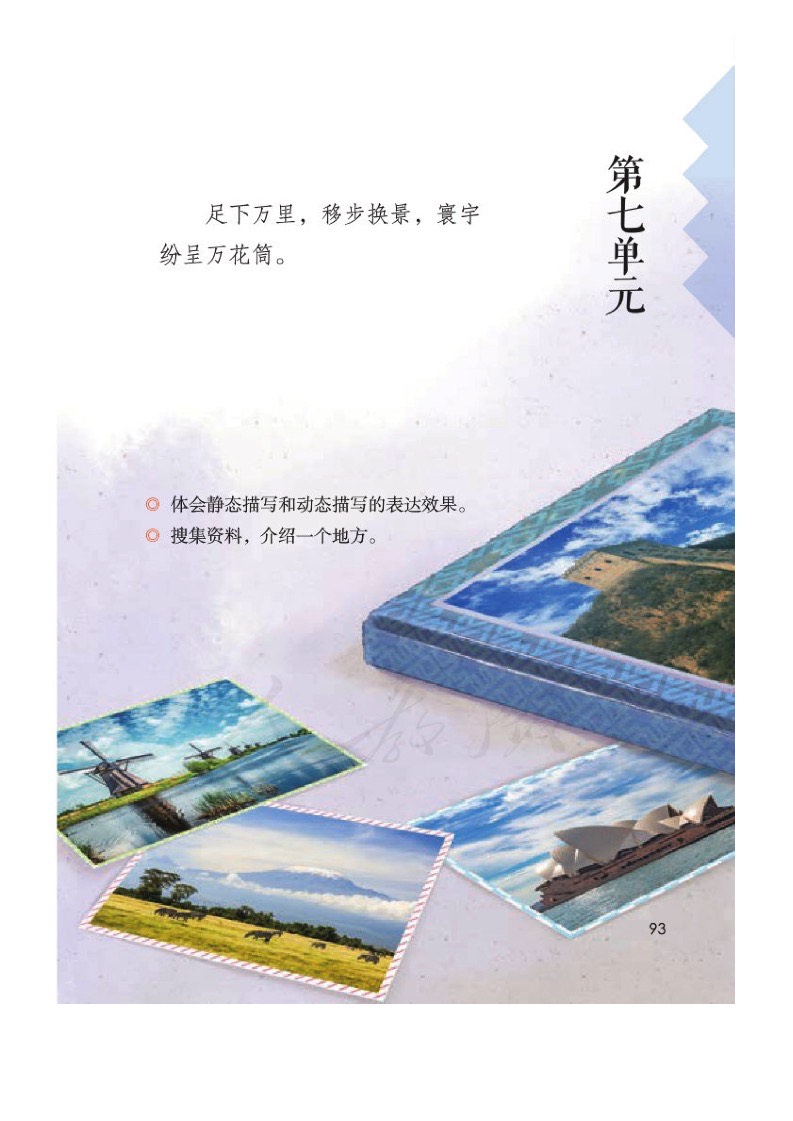 第七单元
足下万里，移步换景，寰宇
纷呈万花筒。
◎ 体会静态描写和动态描写的表达效果。
◎ 搜集资料，介绍一个地方。
93